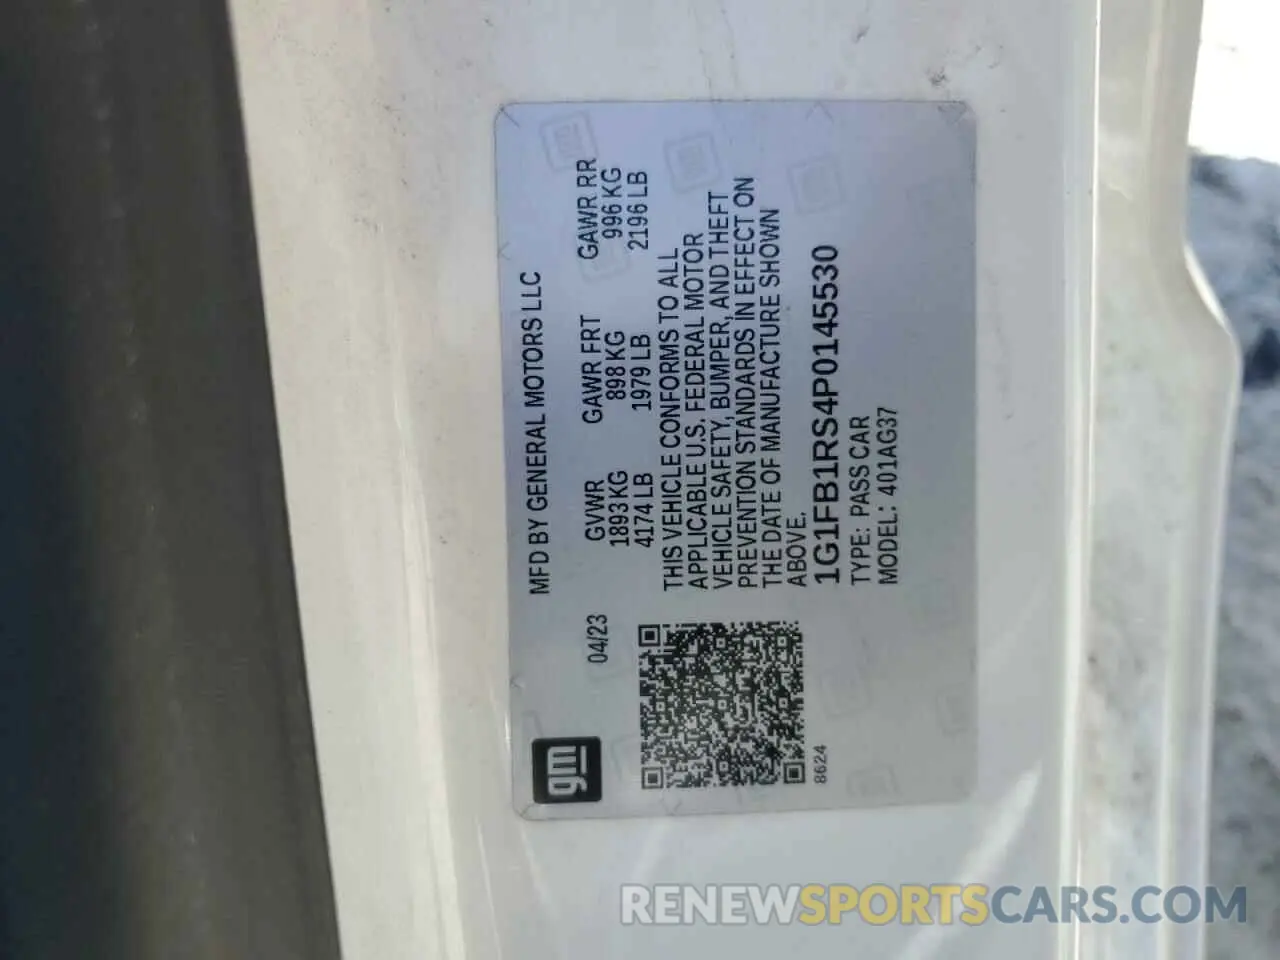 gm
MFD BY GENERAL MOTORS LLC
04/23
GVWR GAWR FRT GAWR RR
1893 KG 898 KG 996 KG
4174 LB 1979 LB 2196 LB
THIS VEHICLE CONFORMS TO ALL
APPLICABLE U.S. FEDERAL MOTOR
VEHICLE SAFETY, BUMPER, AND THEFT
PREVENTION STANDARDS IN EFFECT ON
THE DATE OF MANUFACTURE SHOWN
ABOVE.
1G1FB1RS4P0145530
TYPE: PASS CAR
MODEL: 401AG37
8624
RENEWSPORTSCARS.COM